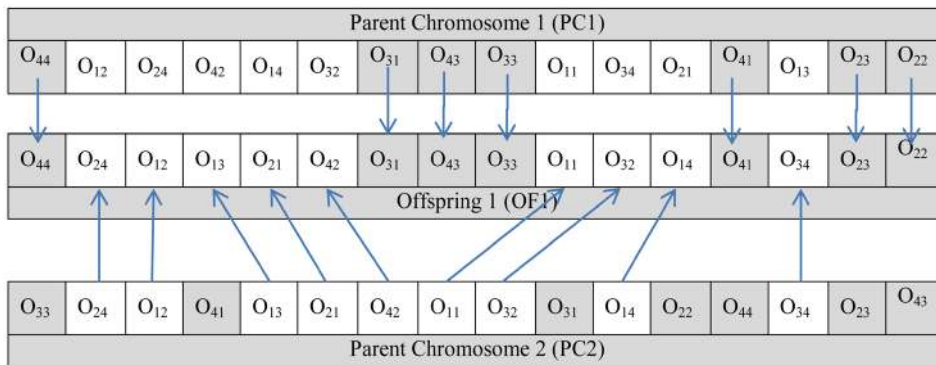 Parent Chromosome 1 (PC1)
O₄₄ O₁₂ O₂₄ O₄₂ O₁₄ O₃₂ O₃₁ O₄₃ O₃₃ O₁₁ O₃₄ O₂₁ O₄₁ O₁₃ O₂₃ O₂₂
O₄₄ O₂₄ O₁₂ O₁₃ O₂₁ O₄₂ O₃₁ O₄₃ O₃₃ O₁₁ O₃₂ O₁₄ O₄₁ O₃₄ O₂₃ O₂₂
Offspring 1 (OF1)
O₃₃ O₂₄ O₁₂ O₄₁ O₁₃ O₂₁ O₄₂ O₁₁ O₃₂ O₃₁ O₁₄ O₂₂ O₄₄ O₃₄ O₂₃ O₄₃
Parent Chromosome 2 (PC2)